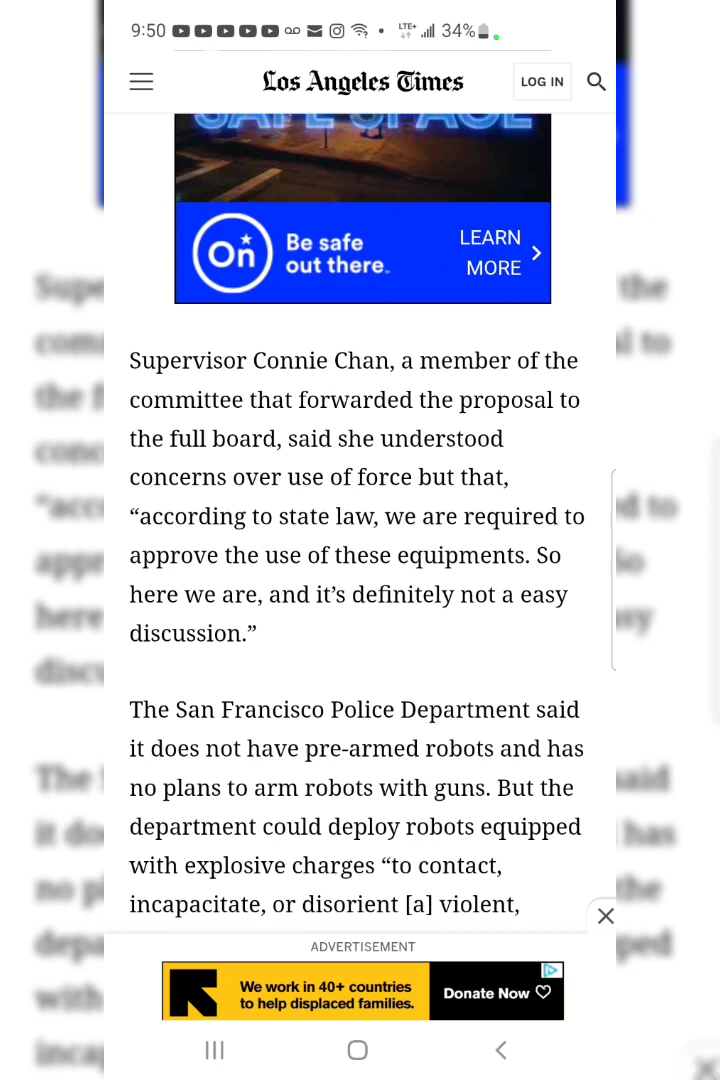 9:50 LTE+ 34%
Los Angeles Times LOG IN
SAFE SPACE
On Be safe
out there. LEARN
MORE
Supervisor Connie Chan, a member of the
committee that forwarded the proposal to
the full board, said she understood
concerns over use of force but that,
“according to state law, we are required to
approve the use of these equipments. So
here we are, and it’s definitely not a easy
discussion.”
The San Francisco Police Department said
it does not have pre-armed robots and has
no plans to arm robots with guns. But the
department could deploy robots equipped
with explosive charges “to contact,
incapacitate, or disorient [a] violent,
ADVERTISEMENT
We work in 40+ countries
to help displaced families.
Donate Now